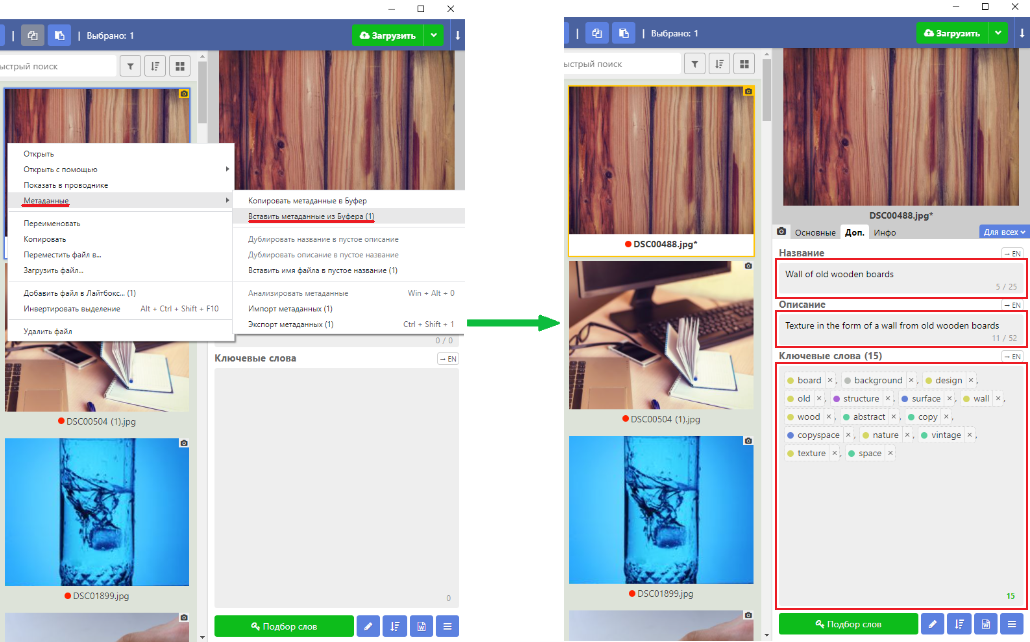 Выбрано: 1
Загрузить
ыстрый поиск
Открыть
Открыть с помощью
Показать в проводнике
Метаданные
Переименовать
Копировать
Переместить файл в...
Загрузить файл...
Добавить файл в Лайтбокс... (1)
Инвертировать выделение Alt + Ctrl + Shift + F10
Удалить файл
Копировать метаданные в Буфер
Вставить метаданные из Буфера (1)
Дублировать название в пустое описание
Дублировать описание в пустое название
Вставить имя файла в пустое название (1)
Анализировать метаданные Win + Alt + 0
Импорт метаданных (1)
Экспорт метаданных (1) Ctrl + Shift + 1
0 / 0
Ключевые слова → EN
DSC00504 (1).jpg
DSC01899.jpg
0
Подбор слов
Выбрано: 1
Загрузить
ыстрый поиск
DSC00488.jpg*
DSC00504 (1).jpg
DSC01899.jpg
DSC00488.jpg*
Основные Доп. Инфо Для всех
Название → EN
Wall of old wooden boards
5 / 25
Описание → EN
Texture in the form of a wall from old wooden boards
11 / 52
Ключевые слова (15) → EN
board ×, background ×, design ×,
old ×, structure ×, surface ×, wall ×,
wood ×, abstract ×, copy ×,
copyspace ×, nature ×, vintage ×,
texture ×, space ×
15
Подбор слов